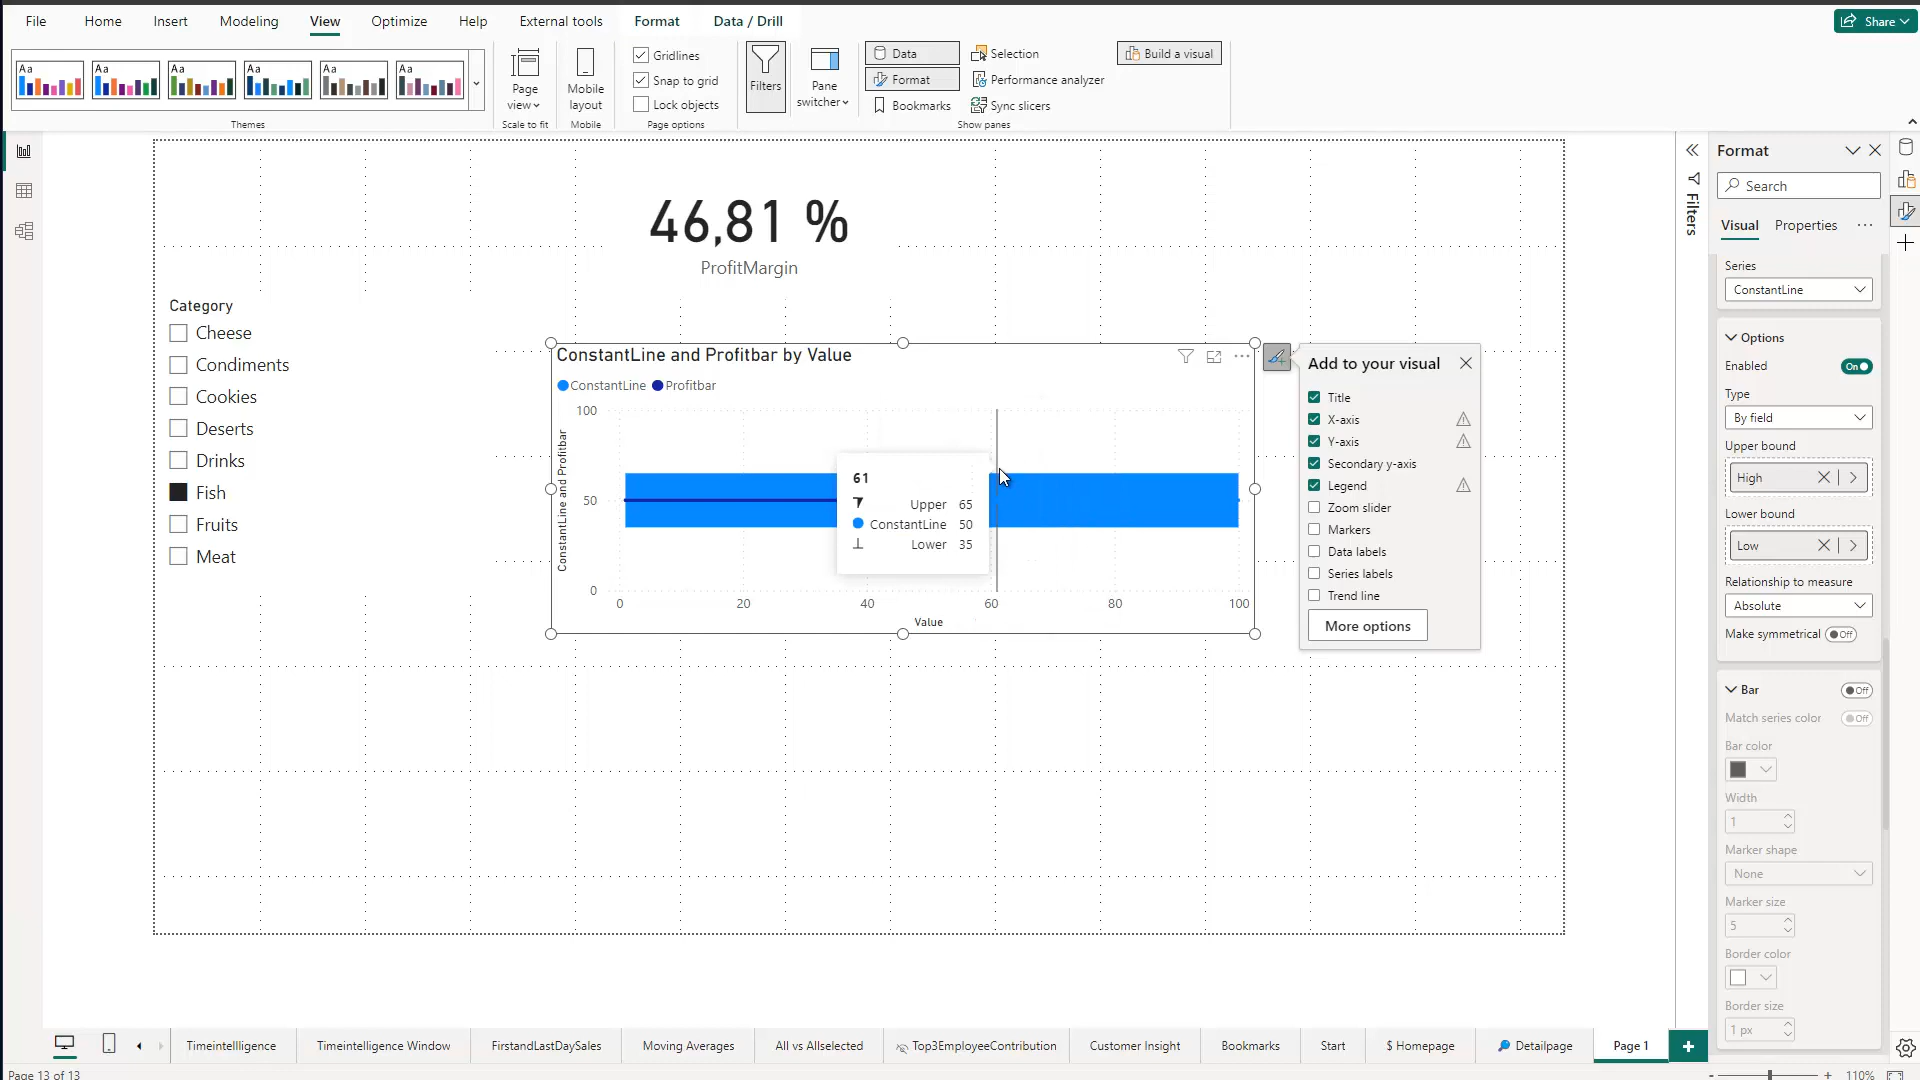 File Home Insert Modeling View Optimize Help External tools Format Data / Drill Share
Aa Aa Aa Aa Aa Aa
Themes
Page view
Scale to fit
Mobile layout
Mobile
Gridlines
Snap to grid
Lock objects
Page options
Filters
Pane switcher
Data
Format
Bookmarks
Selection
Performance analyzer
Sync slicers
Show panes
Build a visual
46,81 %
ProfitMargin
Category
Cheese
Condiments
Cookies
Deserts
Drinks
Fish
Fruits
Meat
ConstantLine and Profitbar by Value
ConstantLine Profitbar
ConstantLine and Profitbar
100
50
0
0 20 40 60 80 100
Value
61
Upper 65
ConstantLine 50
Lower 35
Add to your visual
Title
X-axis
Y-axis
Secondary y-axis
Legend
Zoom slider
Markers
Data labels
Series labels
Trend line
More options
Filters
Format
Search
Visual Properties
Series
ConstantLine
Options
Enabled On
Type
By field
Upper bound
High
Lower bound
Low
Relationship to measure
Absolute
Make symmetrical Off
Bar Off
Match series color Off
Bar color
Width
1
Marker shape
None
Marker size
5
Border color
Border size
1 px
Timeintellligence Timeintelligence Window FirstandLastDaySales Moving Averages All vs Allselected Top3EmployeeContribution Customer Insight Bookmarks Start $ Homepage Detailpage Page 1
Page 13 of 13
110%